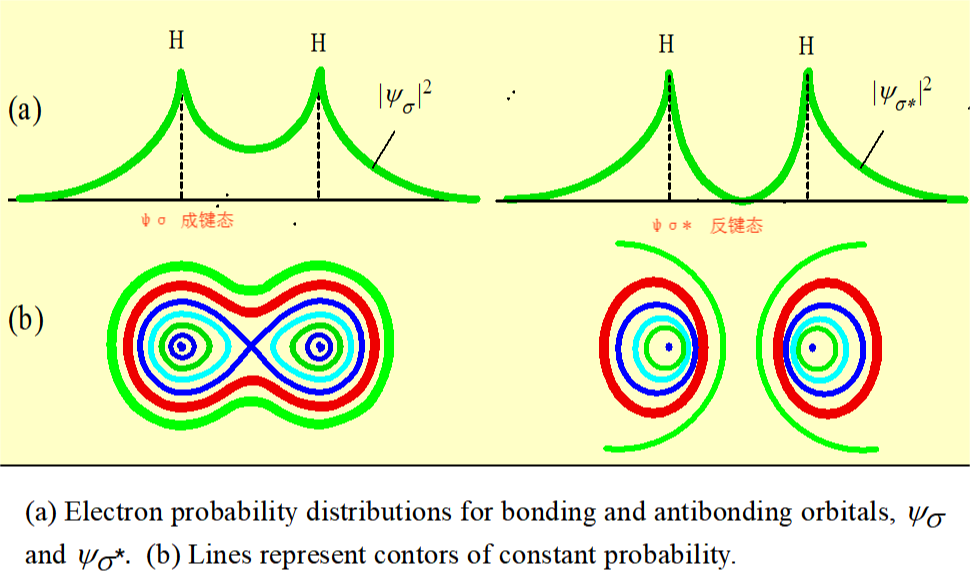 H H H H
(a) |ψσ|² |ψσ*|²
ψσ 成键态 ψσ* 反键态
(b)
(a) Electron probability distributions for bonding and antibonding orbitals, ψσ
and ψσ*. (b) Lines represent contors of constant probability.